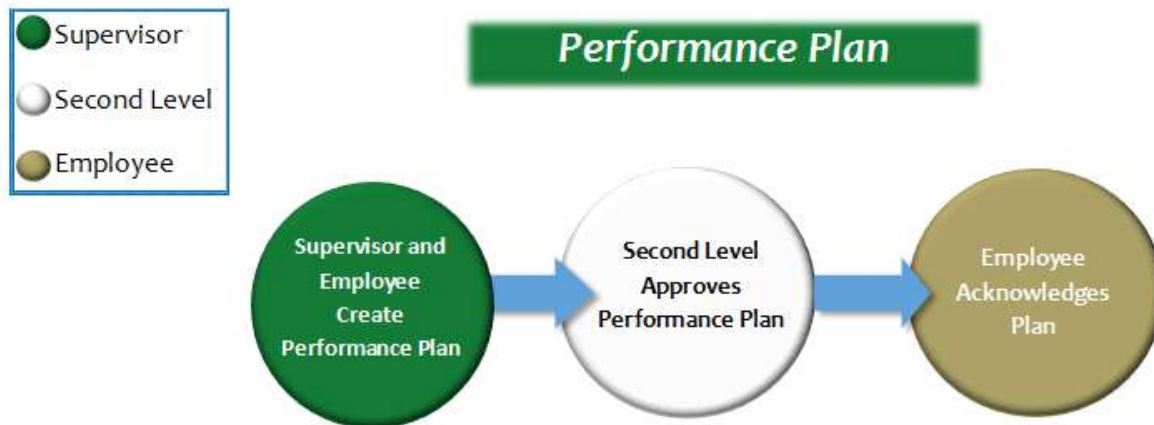 Supervisor
Second Level
Employee
Performance Plan
Supervisor and
Employee
Create
Performance Plan
Second Level
Approves
Performance Plan
Employee
Acknowledges
Plan